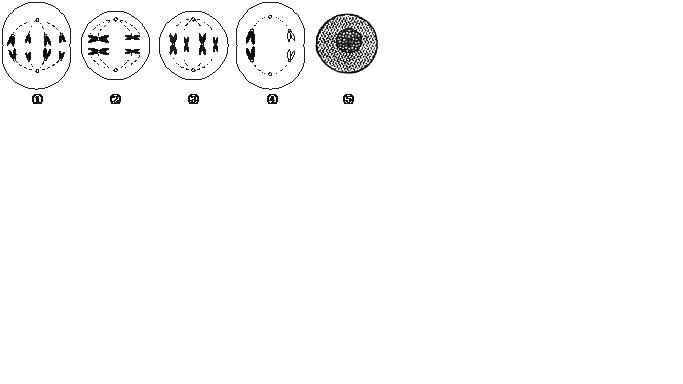 ① ② ③ ④ ⑤